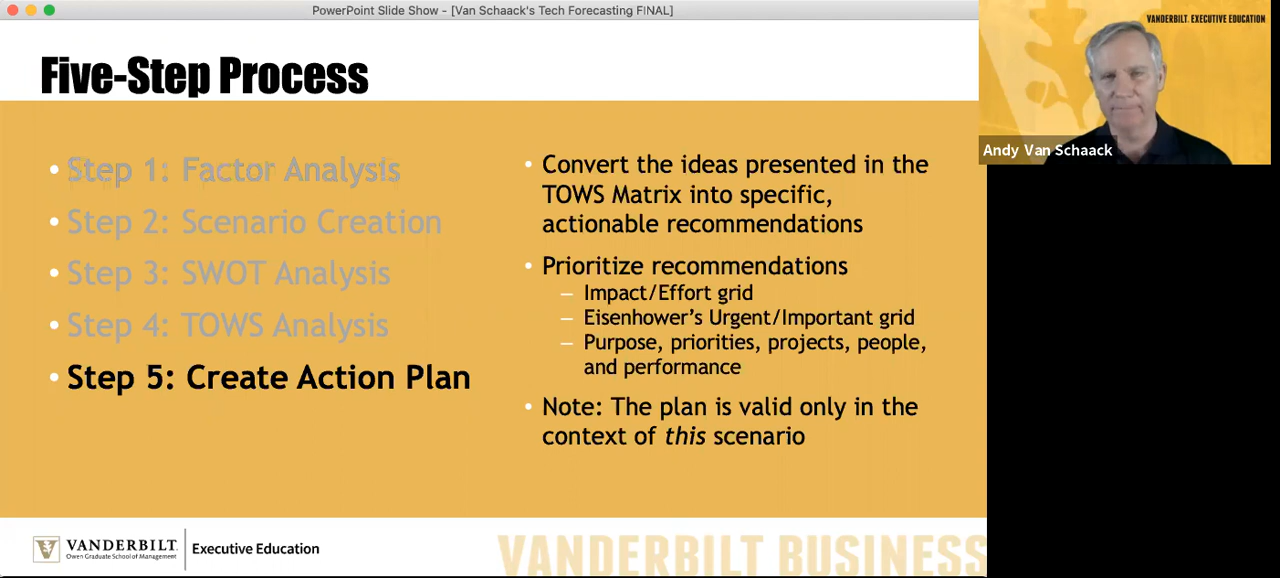 PowerPoint Slide Show - [Van Schaack's Tech Forecasting FINAL]
VANDERBILT. EXECUTIVE EDUCATION
Andy Van Schaack
Five-Step Process
• Step 1: Factor Analysis
• Step 2: Scenario Creation
• Step 3: SWOT Analysis
• Step 4: TOWS Analysis
• Step 5: Create Action Plan
• Convert the ideas presented in the
TOWS Matrix into specific,
actionable recommendations
• Prioritize recommendations
– Impact/Effort grid
– Eisenhower's Urgent/Important grid
– Purpose, priorities, projects, people,
and performance
• Note: The plan is valid only in the
context of this scenario
VANDERBILT
Owen Graduate School of Management
Executive Education
VANDERBILT BUSINESS